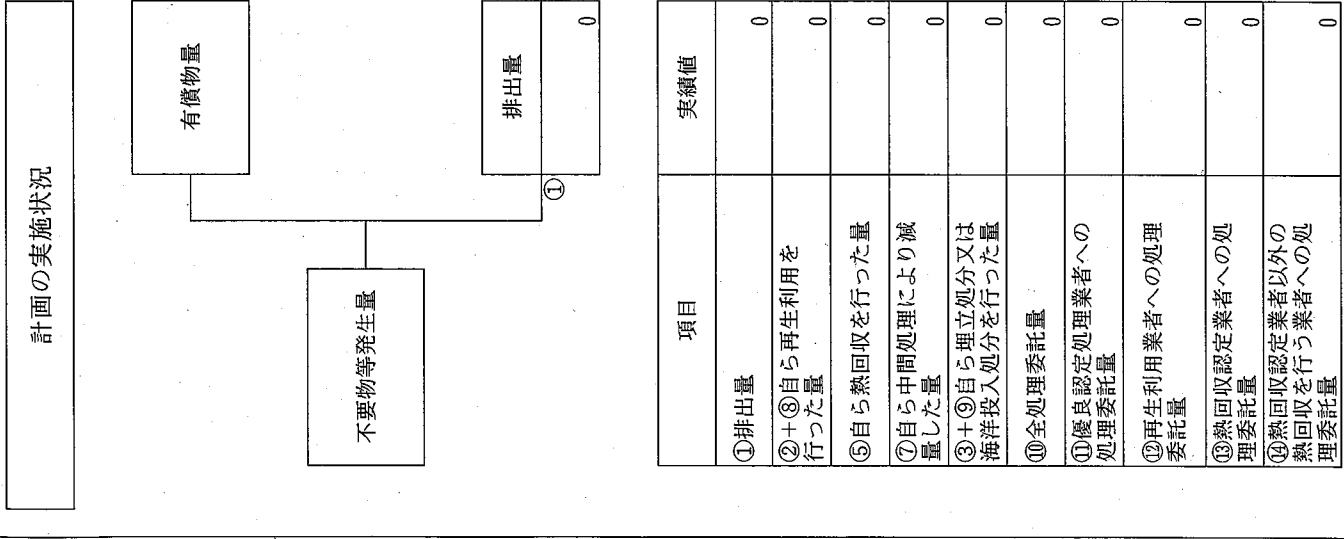 計画の実施状況
有償物量
不要物等発生量
排出量
① 0
項目 実績値
①排出量 0
②+⑧自ら再生利用を
行った量 0
⑤自ら熱回収を行った量 0
⑦自ら中間処理により減
量した量 0
③+⑨自ら埋立処分又は
海洋投入処分を行った量 0
⑩全処理委託量 0
⑪優良認定処理業者への
処理委託量 0
⑫再生利用業者への処理
委託量 0
⑬熱回収認定業者への処
理委託量 0
⑭熱回収認定業者以外の
熱回収を行う業者への処
理委託量 0